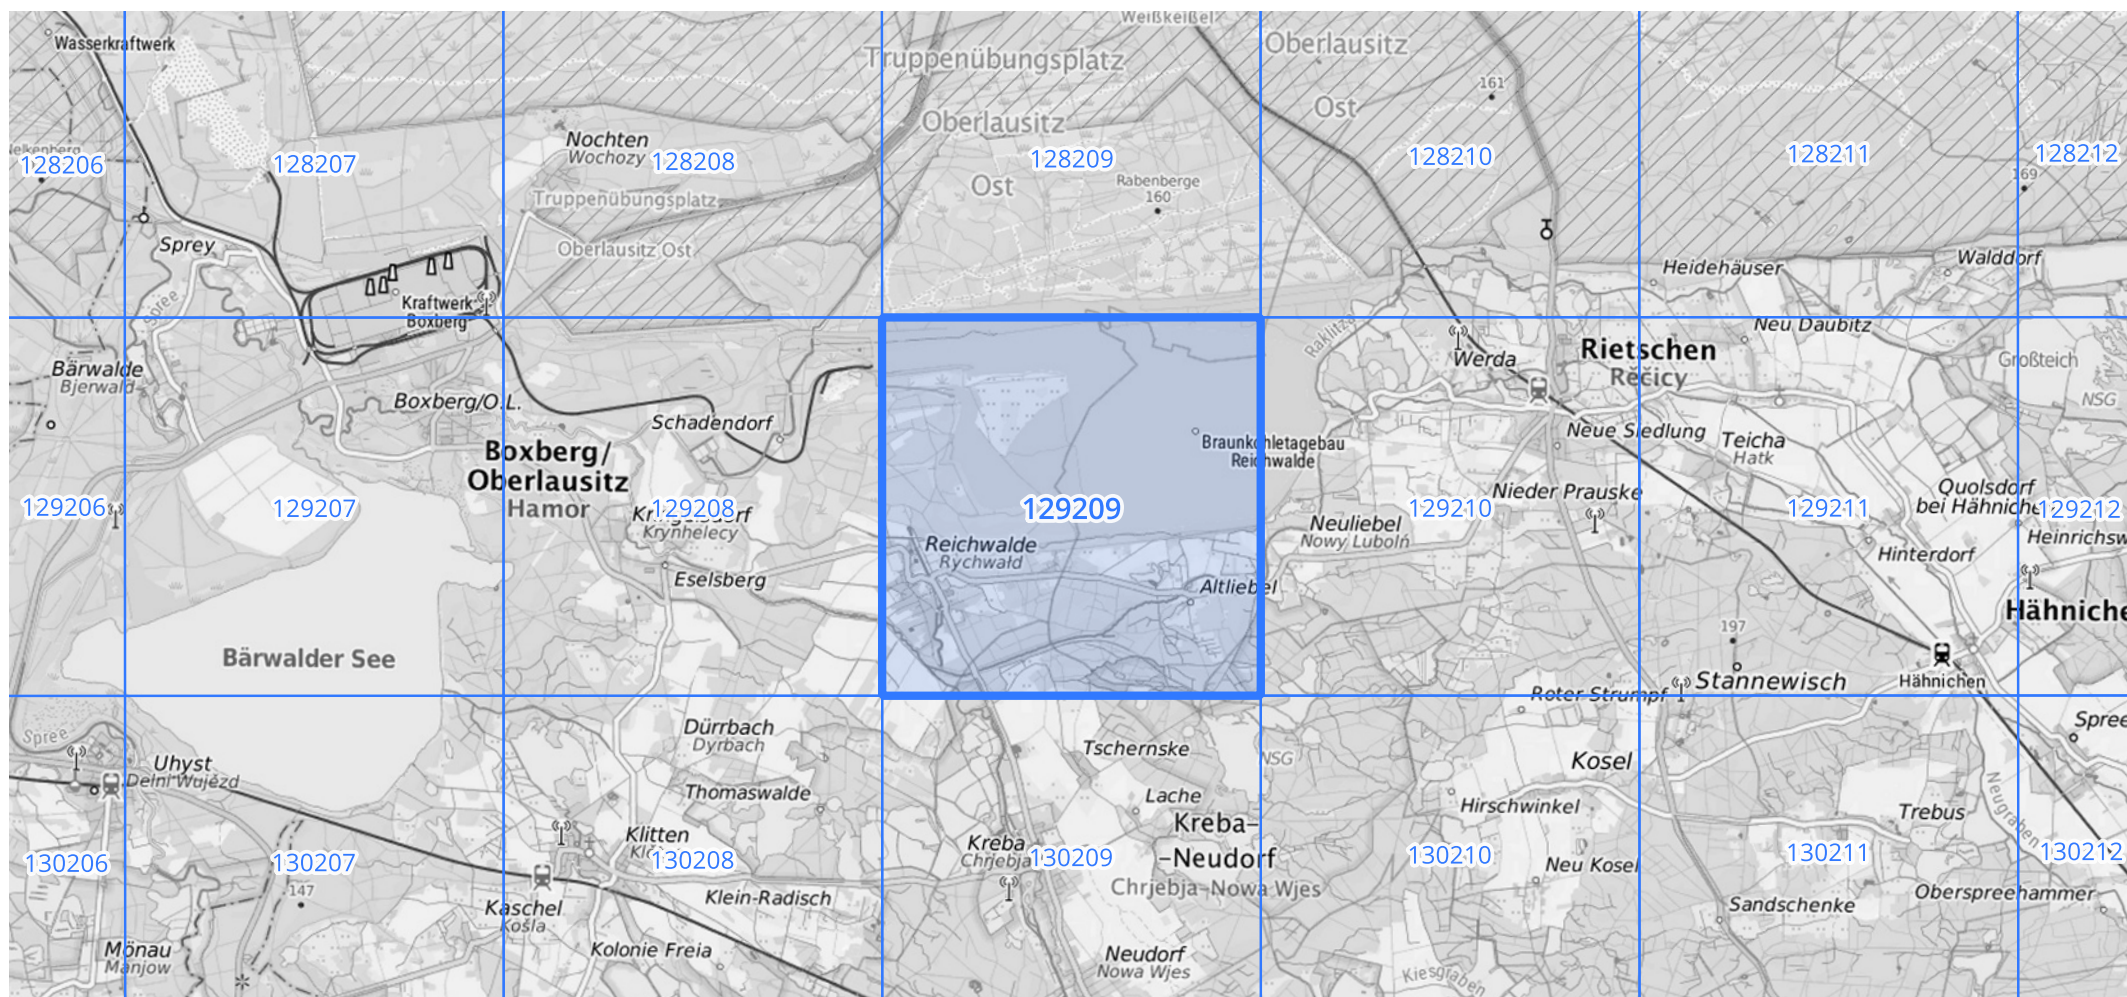 Weißkeißel
Wasserkraftwerk
Truppenübungsplatz
Oberlausitz
161
Oberlausitz
Ost
Nochten
Wochozy
128206
128207
128208
128209
128210
128211
128212
Ost
Rabenberge
160
169
Truppenübungsplatz
Oberlausitz Ost
Sprey
Spree
Kraftwerk
Boxberg
Heidehäuser
Walddorf
Neu Daubitz
Raklitza
Werda
Rietschen
Rěčicy
Großteich
NSG
Bärwalde
Bjerwald
Boxberg/O.L.
Schadendorf
Boxberg/
Oberlausitz
Hamor
Braunkohletagebau
Reichwalde
Neue Siedlung
Teicha
Hatk
Nieder Prauske
Quolsdorf
bei Hähnichen
129206
129207
129208
129209
129210
129211
129212
Kringelsdorf
Krynhelecy
Neuliebel
Nowy Luboln
Heinrichsw
Reichwalde
Rychwałd
Hinterdorf
Eselsberg
Altliebel
Hähniche
197
Bärwalder See
Stannewisch
Hähnichen
Roter Strumpf
Spree
Spree
Dürrbach
Dyrbach
Tschernske
NSG
Kosel
Uhyst
Delni Wujězd
Thomaswalde
Lache
Hirschwinkel
Trebus
Neugraben
Kreba-
-Neudorf
Chrjebja-Nowa Wjes
Klitten
Kreba
Chrjebja
130206
130207
130208
130209
130210
130211
130212
Neu Kosel
147
Klein-Radisch
Oberspreehammer
Kaschel
Košla
Sandschenke
Mönau
Manjow
Kolonie Freia
Neudorf
Nowa Wjes
Kiesgraben